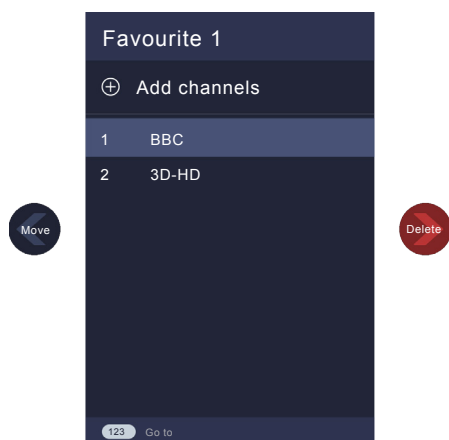 Favourite 1
Add channels
1 BBC
2 3D-HD
Move
Delete
123 Go to